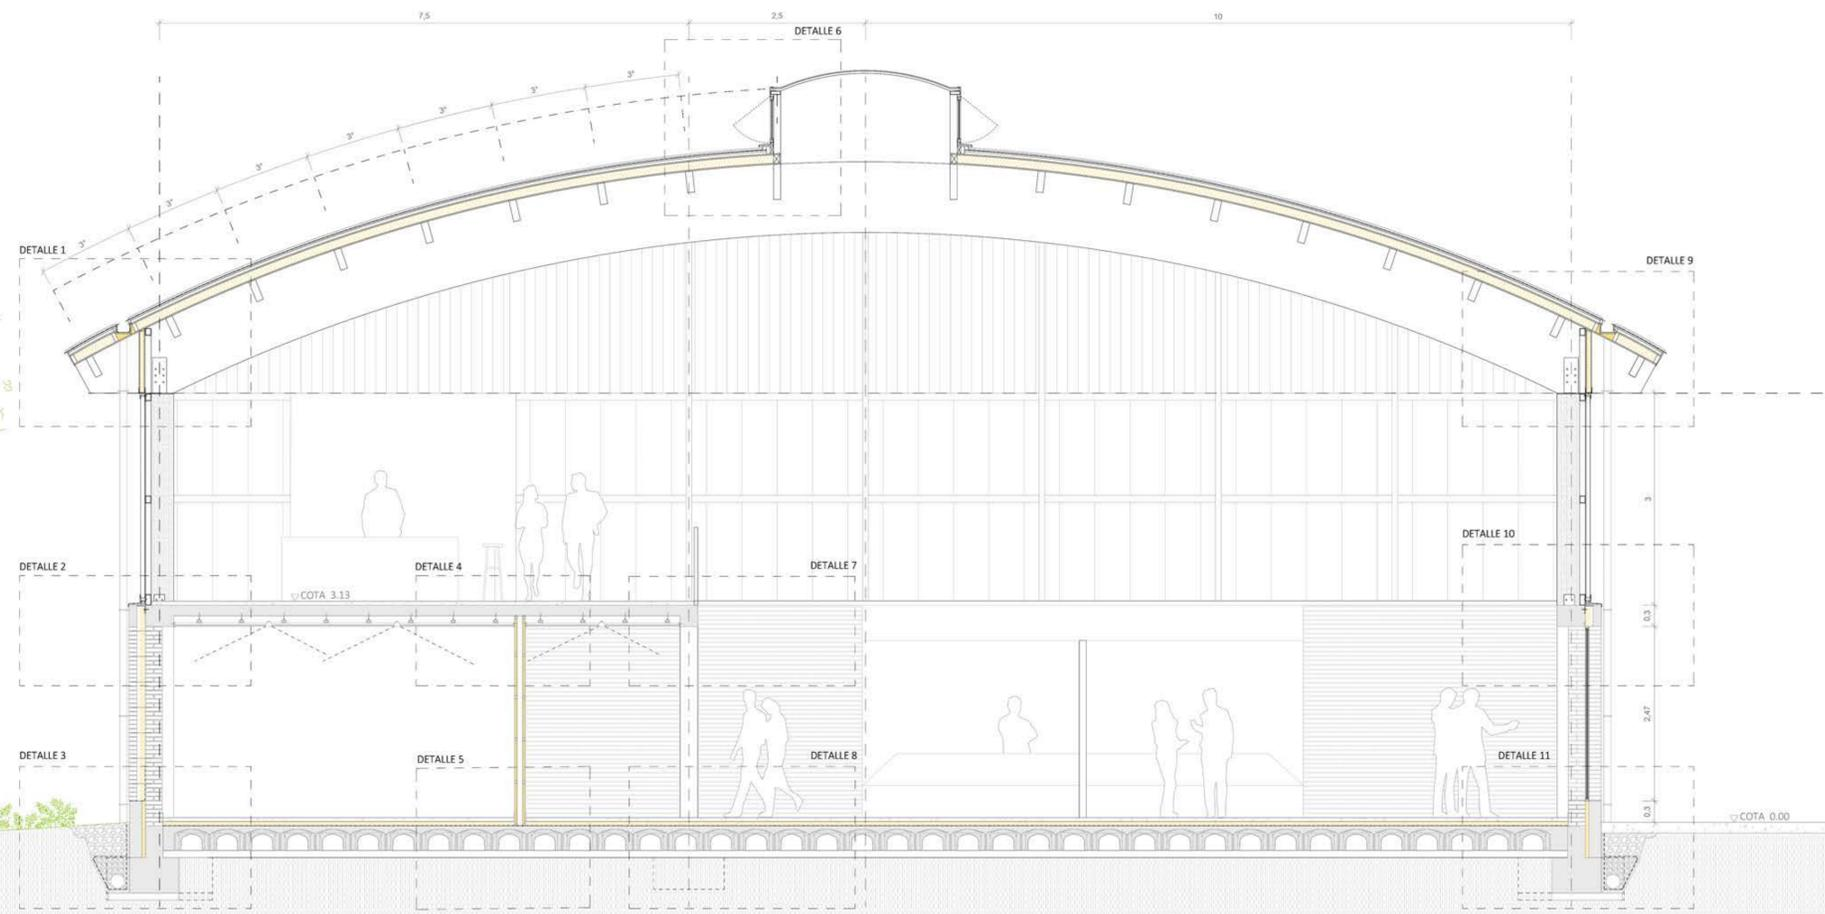 7,5
2,5
10
DETALLE 6
3°
3°
3°
3°
3°
3°
3°
DETALLE 1
DETALLE 9
3
DETALLE 10
DETALLE 2
DETALLE 4
DETALLE 7
COTA 3.13
0,3
2,47
DETALLE 3
DETALLE 5
DETALLE 8
DETALLE 11
0,3
COTA 0.00